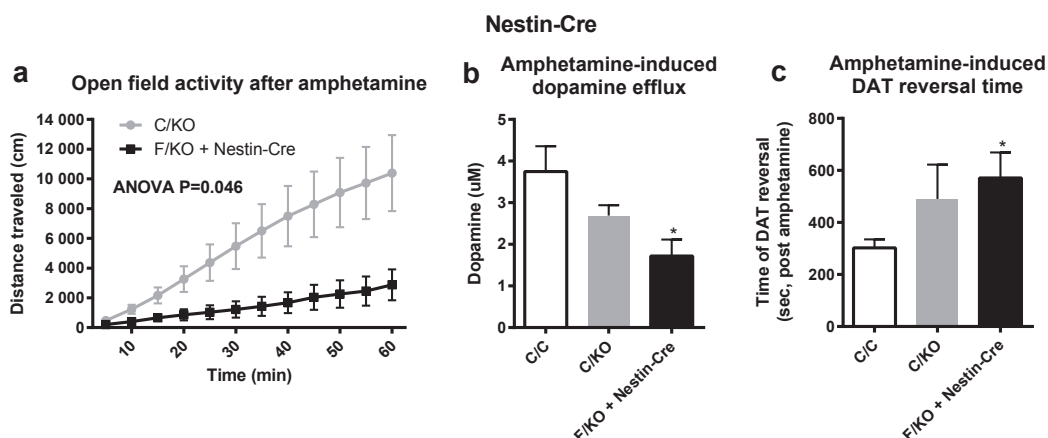 Nestin-Cre
a
Open field activity after amphetamine
C/KO
F/KO + Nestin-Cre
ANOVA P=0.046
Distance traveled (cm)
14 000
12 000
10 000
8 000
6 000
4 000
2 000
0
10
20
30
40
50
60
Time (min)
b
Amphetamine-induced
dopamine efflux
Dopamine (uM)
5
4
3
2
1
0
*
C/C
C/KO
F/KO + Nestin-Cre
c
Amphetamine-induced
DAT reversal time
Time of DAT reversal
(sec, post amphetamine)
800
600
400
200
0
*
C/C
C/KO
F/KO + Nestin-Cre